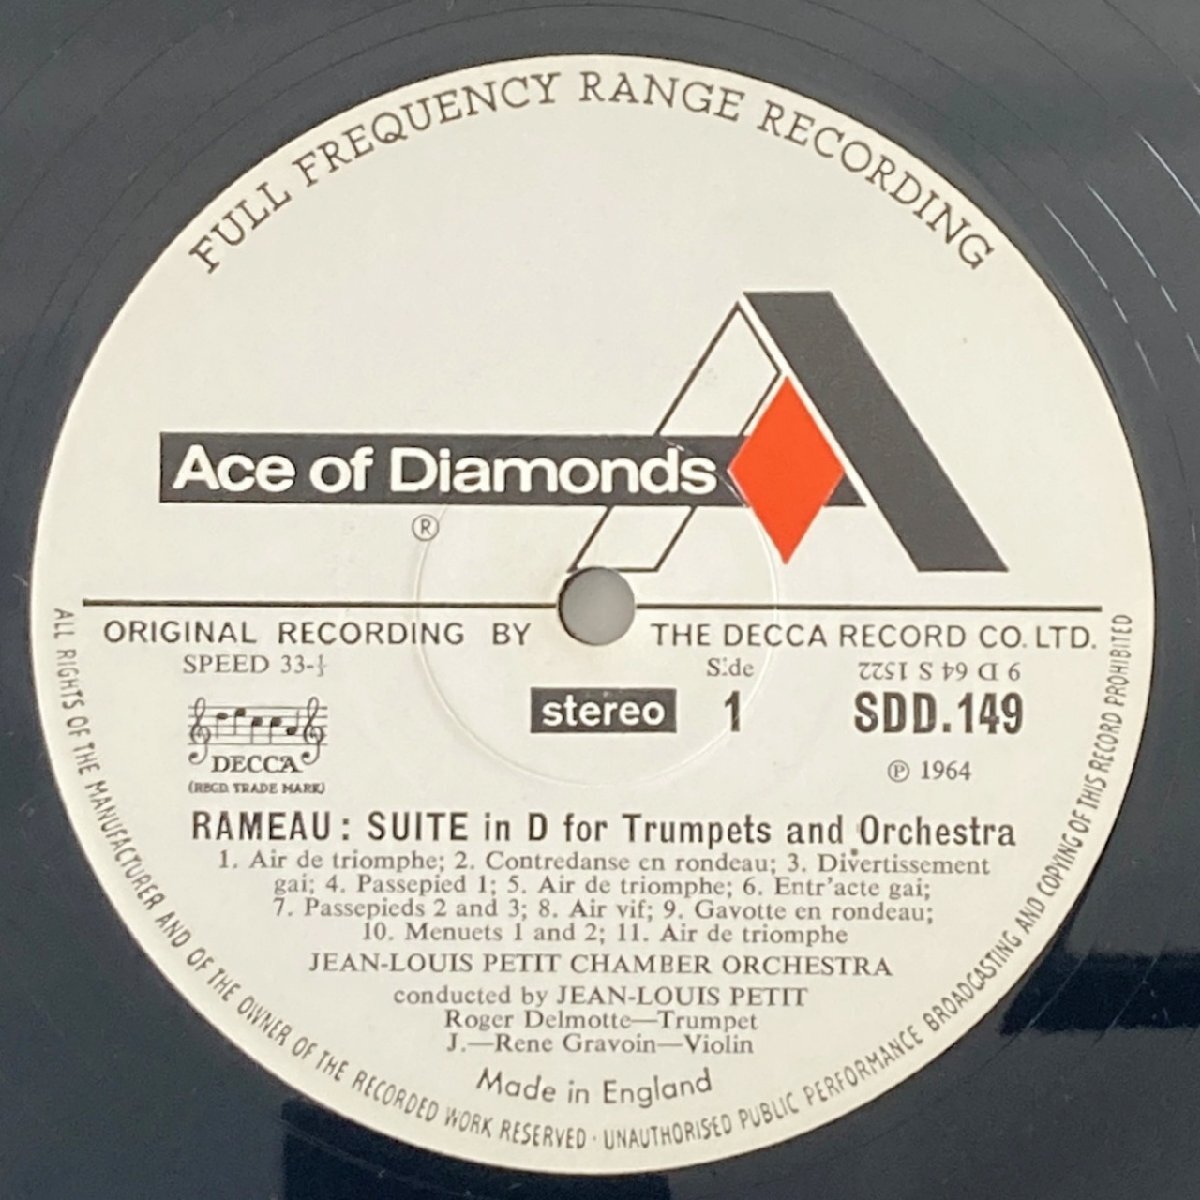 FULL FREQUENCY RANGE RECORDING
Ace of Diamonds
®
ORIGINAL RECORDING BY THE DECCA RECORD CO. LTD.
SPEED 33-⅓
DECCA
(REGD. TRADE MARK)
stereo
Side
1
9 D 64 S 1522
SDD.149
℗ 1964
RAMEAU: SUITE in D for Trumpets and Orchestra
1. Air de triomphe; 2. Contredanse en rondeau; 3. Divertissement
gai; 4. Passepied 1; 5. Air de triomphe; 6. Entr'acte gai;
7. Passepieds 2 and 3; 8. Air vif; 9. Gavotte en rondeau;
10. Menuets 1 and 2; 11. Air de triomphe
JEAN-LOUIS PETIT CHAMBER ORCHESTRA
conducted by JEAN-LOUIS PETIT
Roger Delmotte—Trumpet
J.—Rene Gravoin—Violin
Made in England
ALL RIGHTS OF THE MANUFACTURER AND OF THE OWNER OF THE RECORDED WORK RESERVED · UNAUTHORISED PUBLIC PERFORMANCE BROADCASTING AND COPYING OF THIS RECORD PROHIBITED